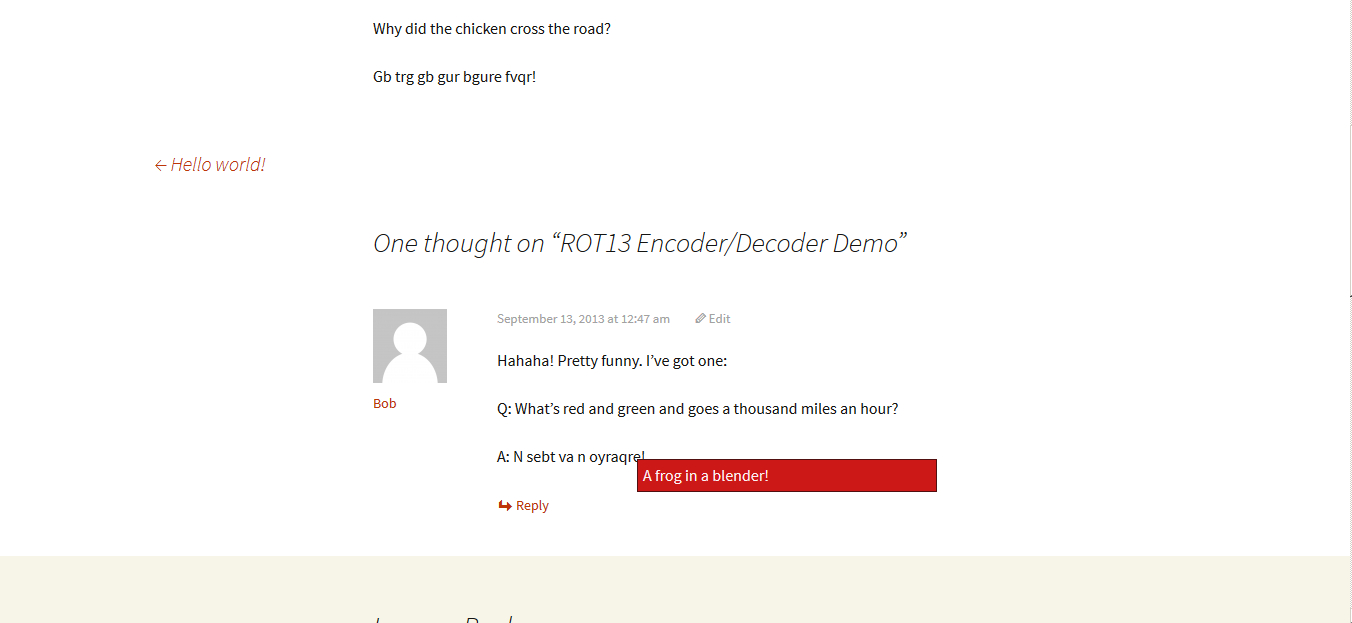 Why did the chicken cross the road?
Gb trg gb gur bgure fvqr!
← Hello world!
One thought on “ROT13 Encoder/Decoder Demo”
September 13, 2013 at 12:47 am Edit
Bob
Hahaha! Pretty funny. I’ve got one:
Q: What’s red and green and goes a thousand miles an hour?
A: N sebt va n oyraqre!
A frog in a blender!
Reply